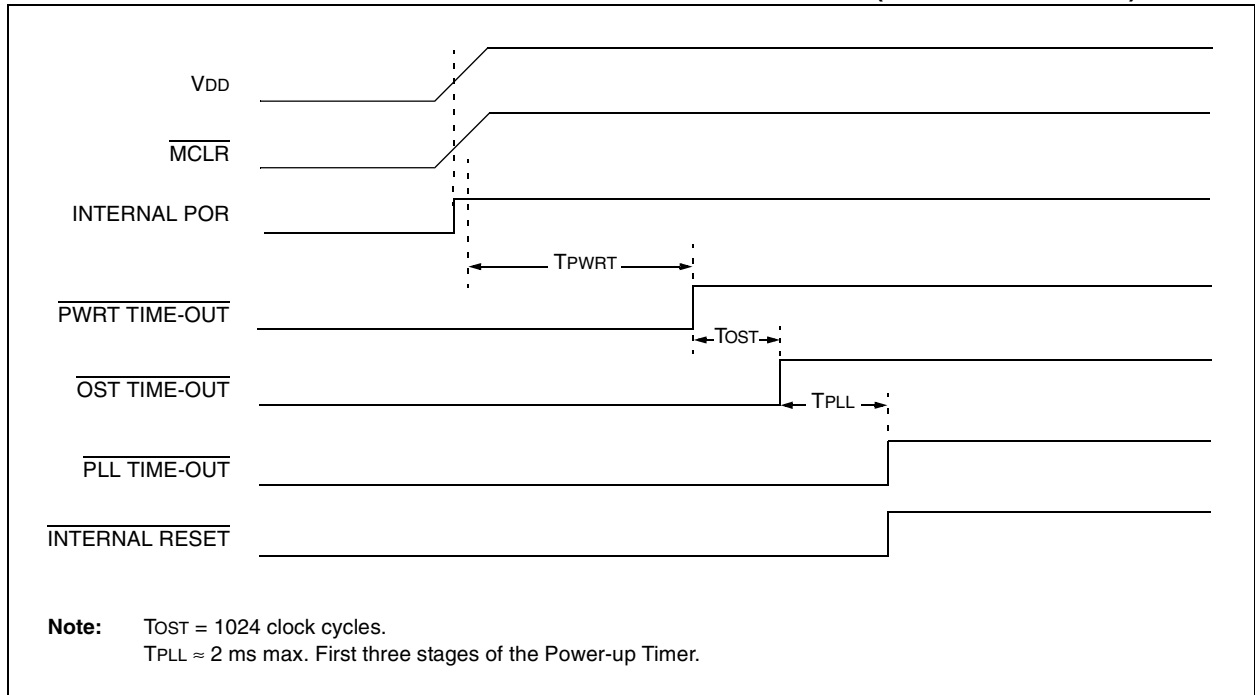 VDD
MCLR
INTERNAL POR
TPWRT
PWRT TIME-OUT
TOST
OST TIME-OUT
TPLL
PLL TIME-OUT
INTERNAL RESET
Note: TOST = 1024 clock cycles.
TPLL ≈ 2 ms max. First three stages of the Power-up Timer.